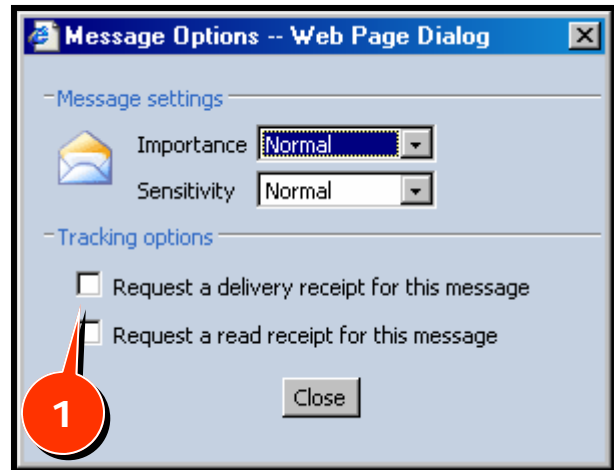 Message Options -- Web Page Dialog
Message settings
Importance Normal
Sensitivity Normal
Tracking options
Request a delivery receipt for this message
Request a read receipt for this message
Close
1